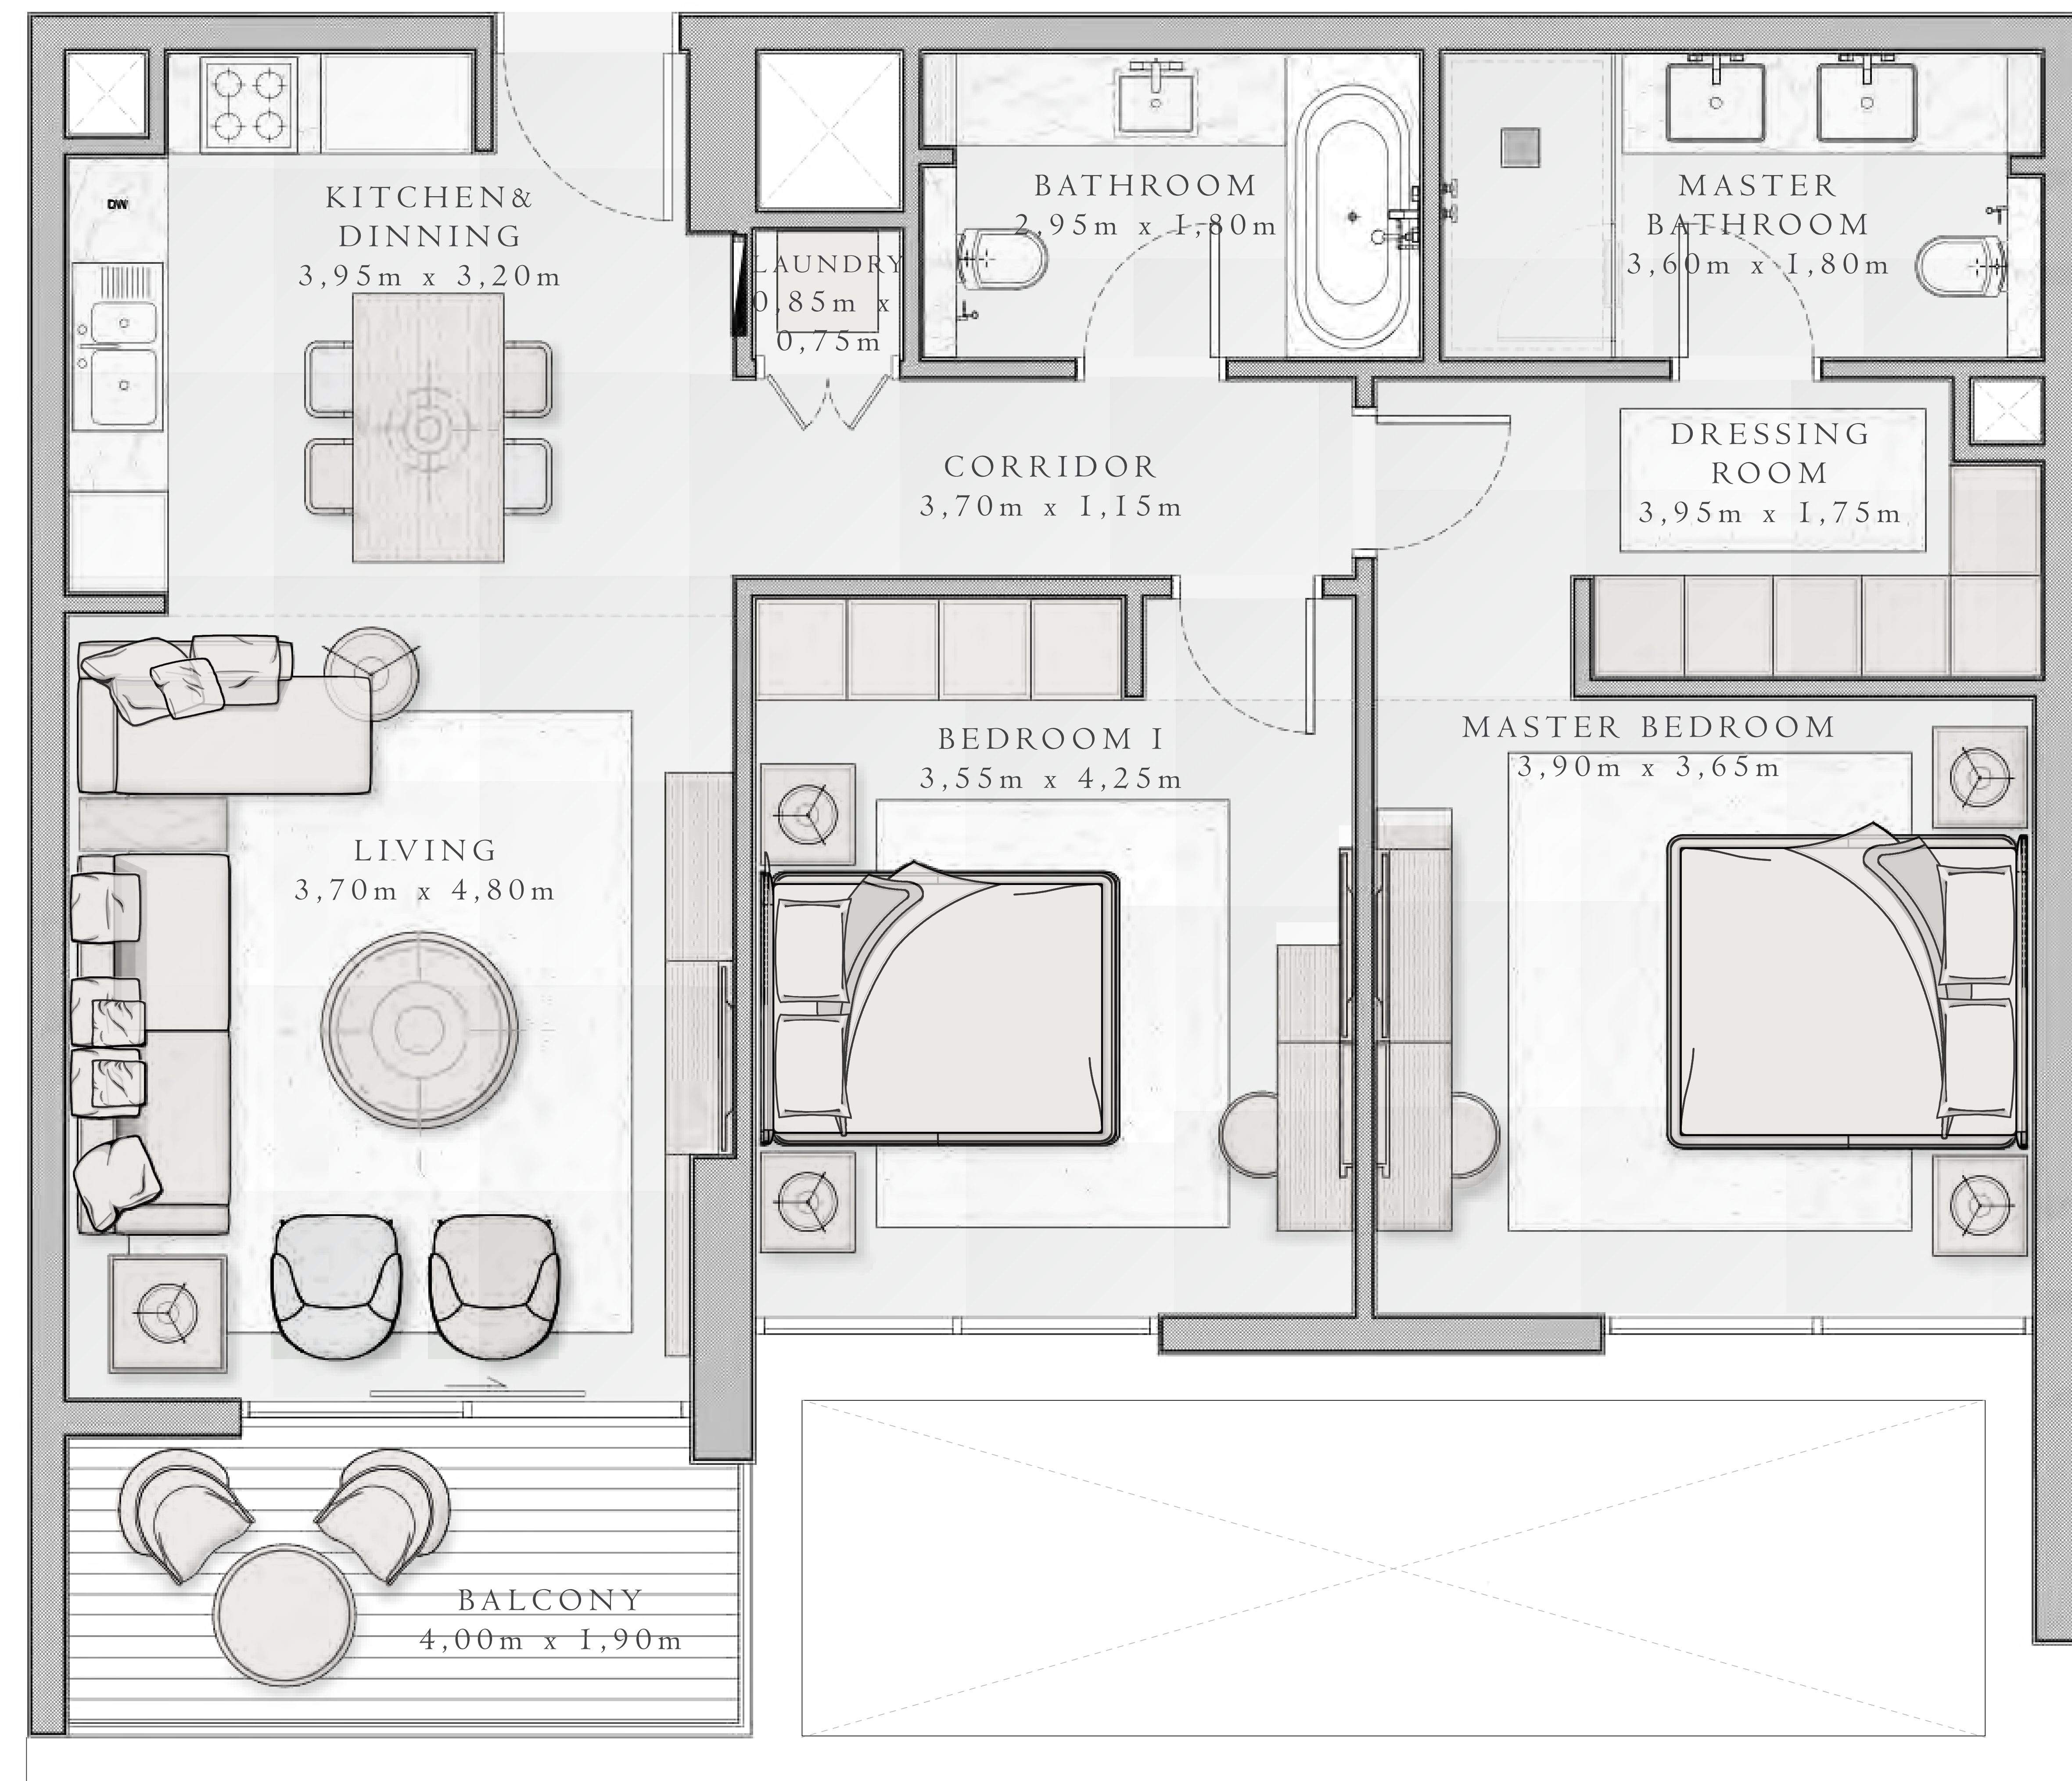 DW
KITCHEN&
DINNING
3,95m x 3,20m
LAUNDRY
0,85m x
0,75m
BATHROOM
2,95m x 1,80m
MASTER
BATHROOM
3,60m x 1,80m
CORRIDOR
3,70m x 1,15m
DRESSING
ROOM
3,95m x 1,75m
BEDROOM 1
3,55m x 4,25m
MASTER BEDROOM
3,90m x 3,65m
LIVING
3,70m x 4,80m
BALCONY
4,00m x 1,90m